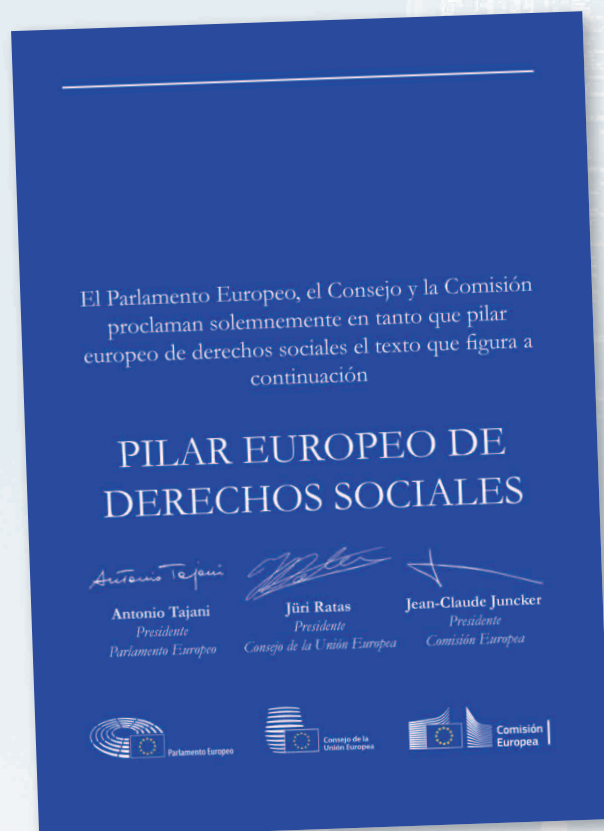 El Parlamento Europeo, el Consejo y la Comisión
proclaman solemnemente en tanto que pilar
europeo de derechos sociales el texto que figura a
continuación
PILAR EUROPEO DE
DERECHOS SOCIALES
Antonio Tajani
Antonio Tajani
Presidente
Parlamento Europeo
Jüri Ratas
Presidente
Consejo de la Unión Europea
Jean-Claude Juncker
Presidente
Comisión Europea
Parlamento Europeo
Consejo de la
Unión Europea
Comisión
Europea